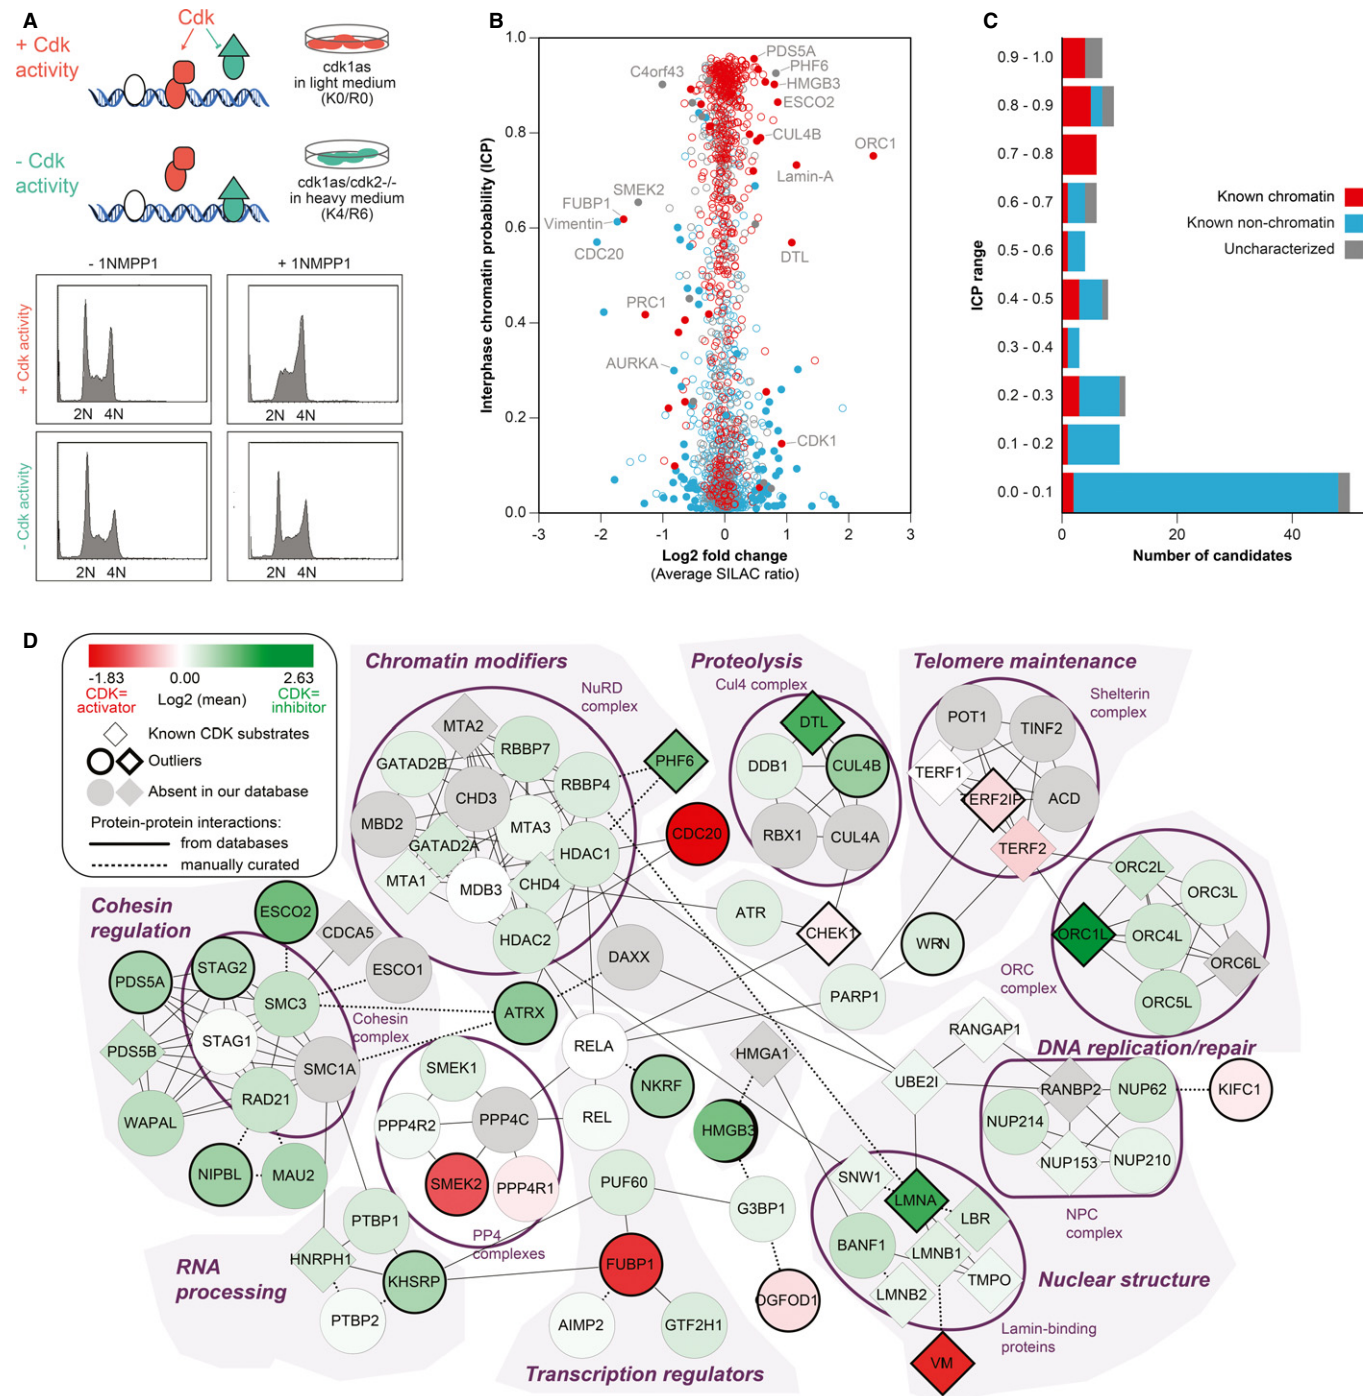 A
Cdk
+ Cdk
activity
cdk1as
in light medium
(K0/R0)
- Cdk
activity
cdk1as/cdk2-/-
in heavy medium
(K4/R6)
- 1NMPP1
+ 1NMPP1
+ Cdk activity
2N 4N
2N 4N
- Cdk activity
2N 4N
2N 4N
B
Interphase chromatin probability (ICP)
1.0
0.8
0.6
0.4
0.2
0.0
-3
-2
-1
0
1
2
3
Log2 fold change
(Average SILAC ratio)
PDS5A
C4orf43
PHF6
HMGB3
ESCO2
CUL4B
ORC1
Lamin-A
SMEK2
FUBP1
Vimentin
CDC20
DTL
PRC1
AURKA
CDK1
C
ICP range
0.9 - 1.0
0.8 - 0.9
0.7 - 0.8
0.6 - 0.7
0.5 - 0.6
0.4 - 0.5
0.3 - 0.4
0.2 - 0.3
0.1 - 0.2
0.0 - 0.1
0
20
40
Number of candidates
Known chromatin
Known non-chromatin
Uncharacterized
D
-1.83
0.00
2.63
CDK=
activator
Log2 (mean)
CDK=
inhibitor
Known CDK substrates
Outliers
Absent in our database
Protein-protein interactions:
from databases
manually curated
Chromatin modifiers
NuRD
complex
MTA2
GATAD2B
RBBP7
RBBP4
CHD3
MBD2
MTA3
GATAD2A
HDAC1
MTA1
MDB3
CHD4
HDAC2
PHF6
CDC20
Proteolysis
Cul4 complex
DTL
DDB1
CUL4B
RBX1
CUL4A
ATR
CHEK1
Telomere maintenance
Shelterin
complex
POT1
TINF2
TERF1
ERF2IP
ACD
TERF2
WRN
PARP1
ORC2L
ORC3L
ORC1L
ORC4L
ORC6L
ORC5L
ORC
complex
DNA replication/repair
Cohesin
regulation
ESCO2
CDCA5
ESCO1
PDS5A
STAG2
SMC3
STAG1
PDS5B
SMC1A
RAD21
WAPAL
NIPBL
MAU2
Cohesin
complex
DAXX
ATRX
RELA
NKRF
REL
SMEK1
PPP4R2
PPP4C
SMEK2
PPP4R1
PP4
complexes
HMGA1
HMGB3
G3BP1
OGFOD1
RANGAP1
UBE2I
RANBP2
NUP62
KIFC1
NUP214
NUP153
NUP210
NPC
complex
SNW1
LMNA
LBR
BANF1
LMNB1
TMPO
LMNB2
VM
Nuclear structure
Lamin-binding
proteins
RNA
processing
PTBP1
HNRPH1
KHSRP
PTBP2
PUF60
FUBP1
AIMP2
GTF2H1
Transcription regulators